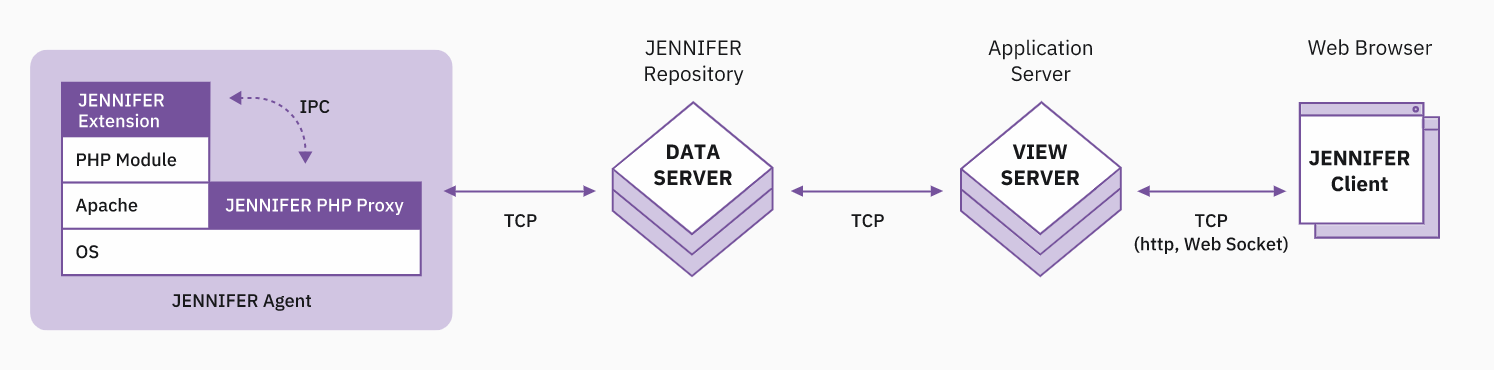 JENNIFER
Extension
IPC
PHP Module
Apache
JENNIFER PHP Proxy
OS
JENNIFER Agent
TCP
JENNIFER
Repository
DATA
SERVER
TCP
Application
Server
VIEW
SERVER
TCP
(http, Web Socket)
Web Browser
JENNIFER
Client